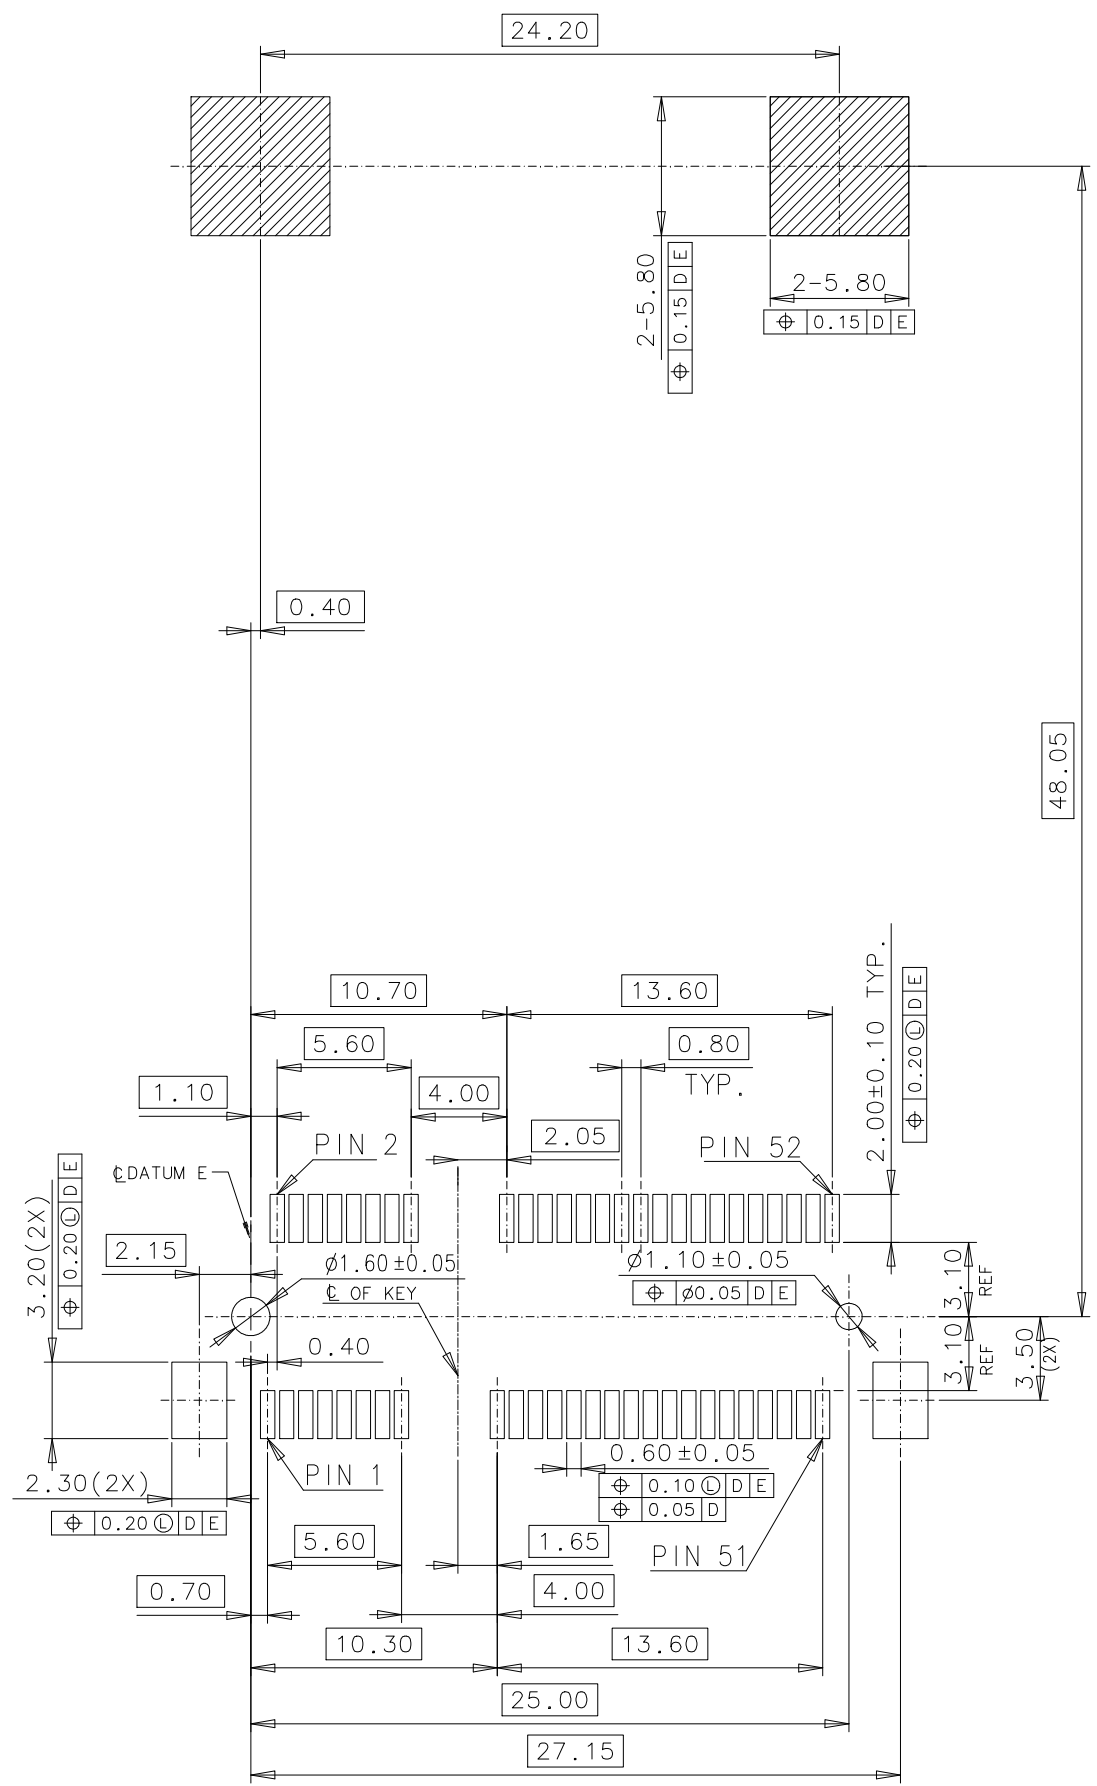 24.20
2-5.80
⌖ 0.15 D E
2-5.80
⌖ 0.15 D E
0.40
48.05
10.70
13.60
5.60
0.80
TYP.
1.10
4.00
2.05
2.00±0.10 TYP.
⌖ 0.20 Ⓛ D E
PIN 2
PIN 52
℄ DATUM E
3.20(2X)
⌖ 0.20 Ⓛ D E
2.15
ø1.60±0.05
℄ OF KEY
ø1.10±0.05
⌖ ø0.05 D E
3.10
REF
0.40
3.10
REF
3.50
(2X)
2.30(2X)
⌖ 0.20 Ⓛ D E
PIN 1
0.60±0.05
⌖ 0.10 Ⓛ D E
⌖ 0.05 D
5.60
1.65
PIN 51
0.70
4.00
10.30
13.60
25.00
27.15